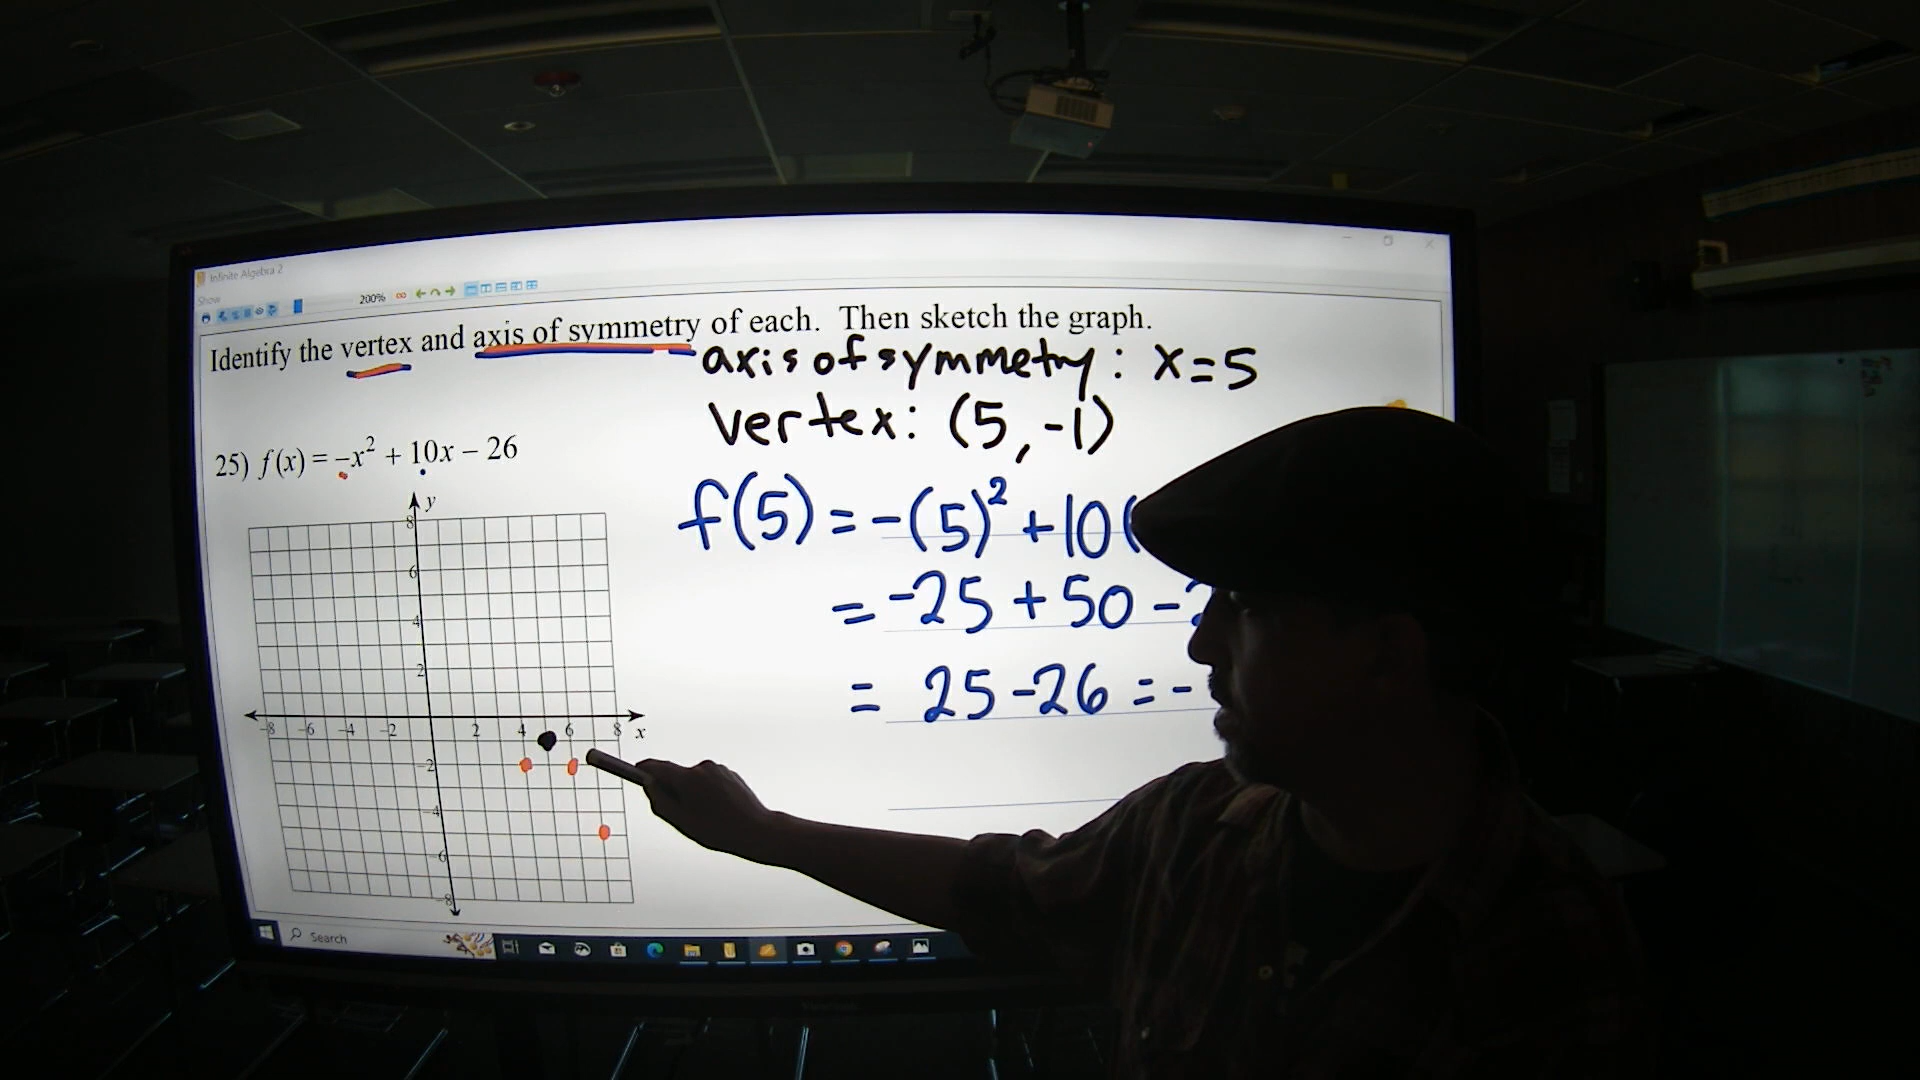 Infinite Algebra 2
Show
200%
Identify the vertex and axis of symmetry of each. Then sketch the graph.
axis of symmetry: x=5
vertex: (5,-1)
25) f(x) = –x² + 10x – 26
f(5) = -(5)² + 10(
= -25 + 50 -
= 25 - 26 = -
y
8
6
4
2
-8 -6 -4 -2 2 4 6 8 x
-2
-4
-6
-8
Search